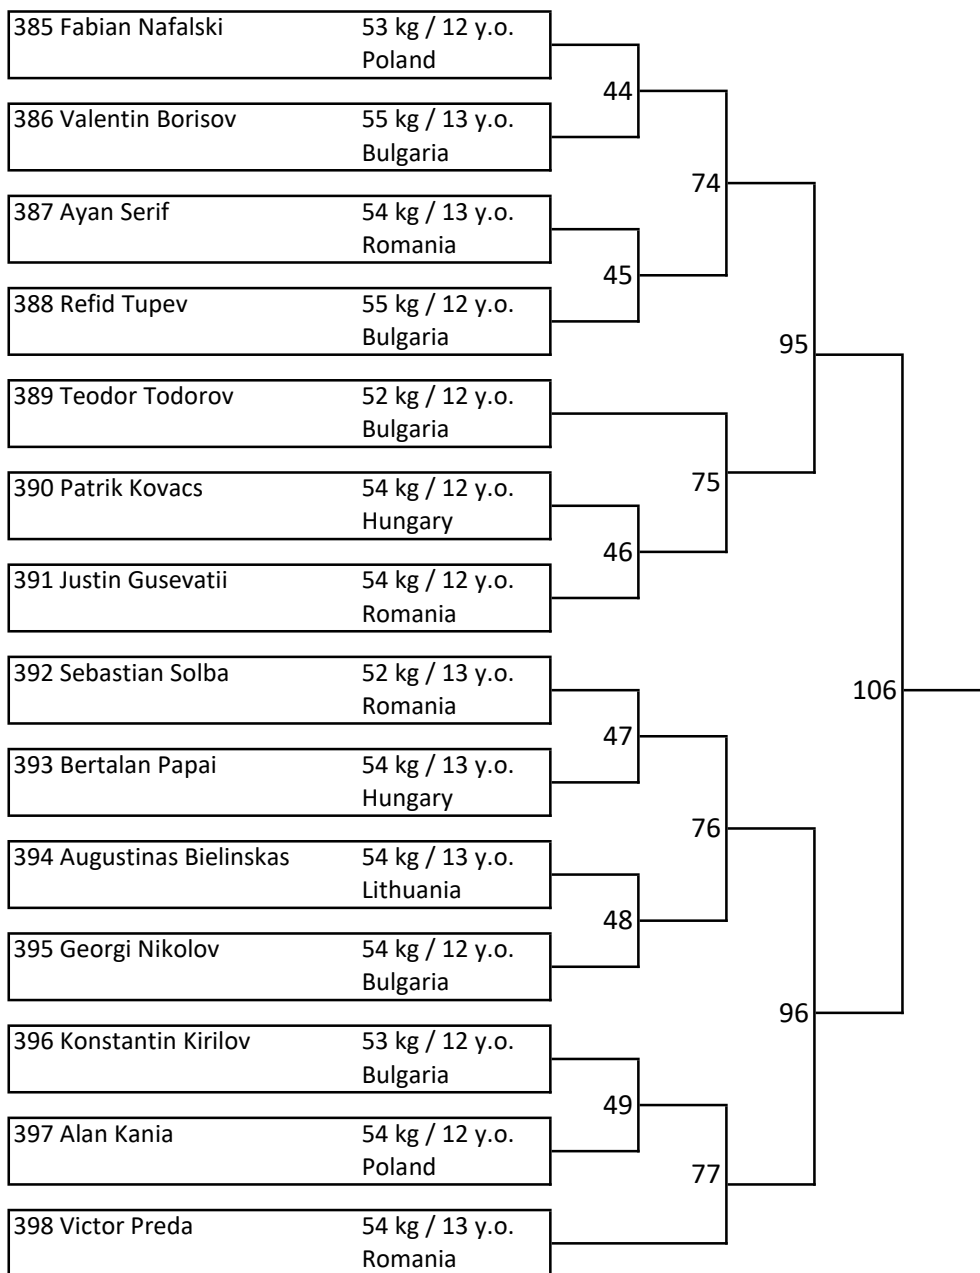 385 Fabian Nafalski 53 kg / 12 y.o.
Poland
44
386 Valentin Borisov 55 kg / 13 y.o.
Bulgaria
74
387 Ayan Serif 54 kg / 13 y.o.
Romania
45
388 Refid Tupev 55 kg / 12 y.o.
Bulgaria
95
389 Teodor Todorov 52 kg / 12 y.o.
Bulgaria
75
390 Patrik Kovacs 54 kg / 12 y.o.
Hungary
46
391 Justin Gusevatii 54 kg / 12 y.o.
Romania
392 Sebastian Solba 52 kg / 13 y.o.
Romania
106
47
393 Bertalan Papai 54 kg / 13 y.o.
Hungary
76
394 Augustinas Bielinskas 54 kg / 13 y.o.
Lithuania
48
395 Georgi Nikolov 54 kg / 12 y.o.
Bulgaria
96
396 Konstantin Kirilov 53 kg / 12 y.o.
Bulgaria
49
397 Alan Kania 54 kg / 12 y.o.
Poland
77
398 Victor Preda 54 kg / 13 y.o.
Romania